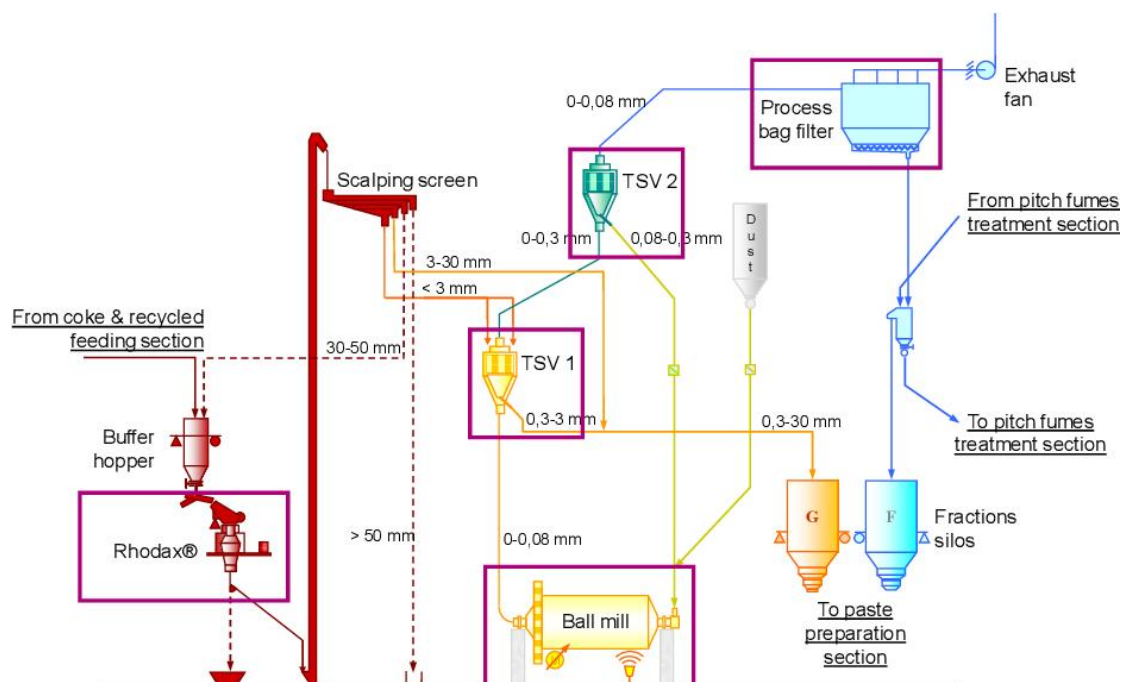 Exhaust
fan
Process
bag filter
0-0,08 mm
TSV 2
Scalping screen
From pitch fumes
treatment section
Dust
0-0,3 mm
0,08-0,3 mm
3-30 mm
< 3 mm
From coke & recycled
feeding section
30-50 mm
TSV 1
0,3-3 mm
0,3-30 mm
To pitch fumes
treatment section
Buffer
hopper
G
F
Fractions
silos
> 50 mm
0-0,08 mm
Rhodax®
Ball mill
To paste
preparation
section
M